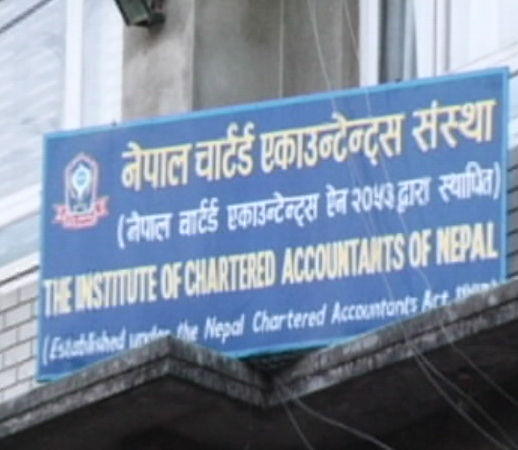 नेपाल चार्टर्ड एकाउन्टेन्ट्स संस्था
(नेपाल चार्टर्ड एकाउन्टेन्ट्स ऐन २०५३ द्वारा स्थापित)
THE INSTITUTE OF CHARTERED ACCOUNTANTS OF NEPAL
(Established under the Nepal Chartered Accountants Act,